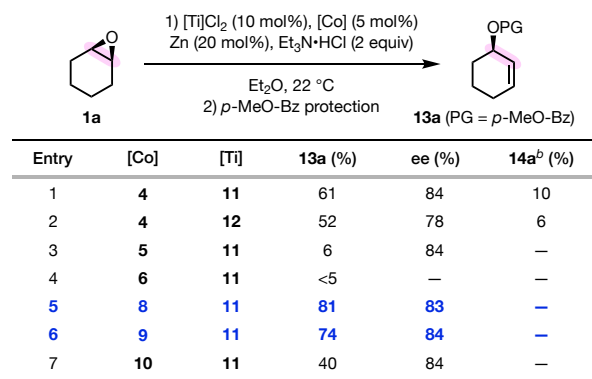 1) [Ti]Cl₂ (10 mol%), [Co] (5 mol%)
Zn (20 mol%), Et₃N•HCl (2 equiv)
Et₂O, 22 °C
2) p-MeO-Bz protection
O
1a
OPG
13a (PG = p-MeO-Bz)
Entry [Co] [Ti] 13a (%) ee (%) 14aᵇ (%)
1 4 11 61 84 10
2 4 12 52 78 6
3 5 11 6 84 —
4 6 11 <5 — —
5 8 11 81 83 —
6 9 11 74 84 —
7 10 11 40 84 —